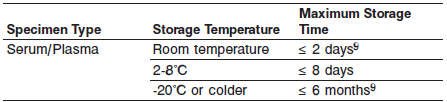 Maximum Storage
Specimen Type Storage Temperature Time
Serum/Plasma Room temperature ≤ 2 days⁹
2-8°C ≤ 8 days
-20°C or colder ≤ 6 months⁹